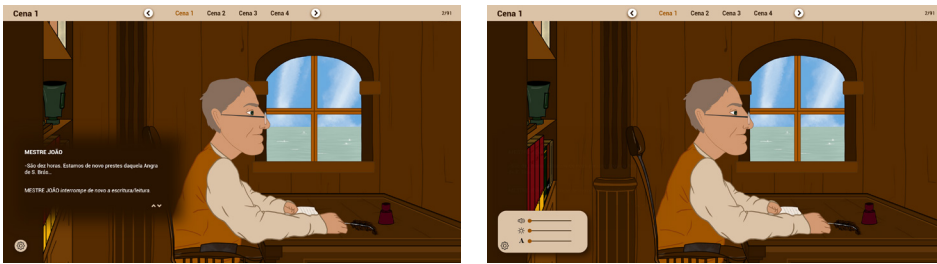 Cena 1
Cena 1 Cena 2 Cena 3 Cena 4
2/91
MESTRE JOÃO
-São dez horas. Estamos de novo prestes daquela Angra
de S. Brás...
MESTRE JOÃO interrompe de novo a escritura/leitura.
Cena 1
Cena 1 Cena 2 Cena 3 Cena 4
2/91
A